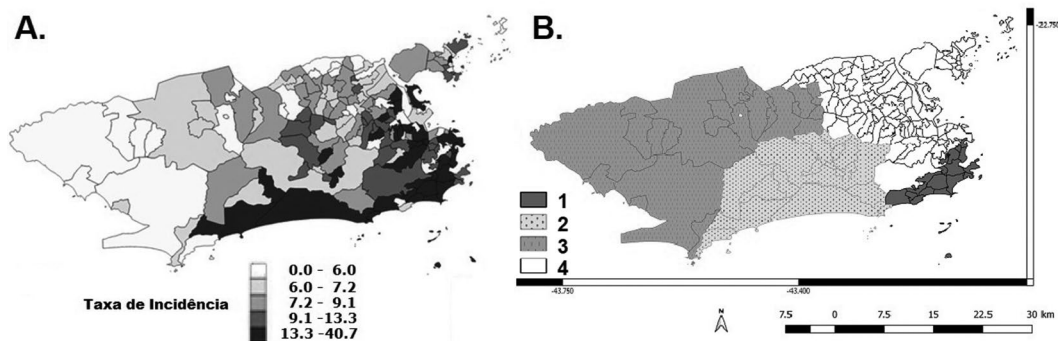 A.
Taxa de Incidência
0.0 - 6.0
6.0 - 7.2
7.2 - 9.1
9.1 -13.3
13.3 -40.7
B.
-22.750
1
2
3
4
-43.750
-43.400
N
7.5 0 7.5 15 22.5 30 km